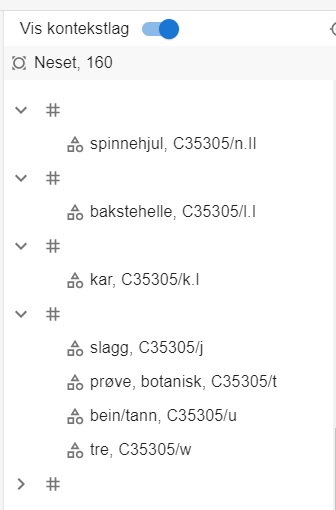 Vis kontekstlag
Neset, 160
#
spinnehjul, C35305/n.II
#
bakstehelle, C35305/l.I
#
kar, C35305/k.I
#
slagg, C35305/j
prøve, botanisk, C35305/t
bein/tann, C35305/u
tre, C35305/w
#